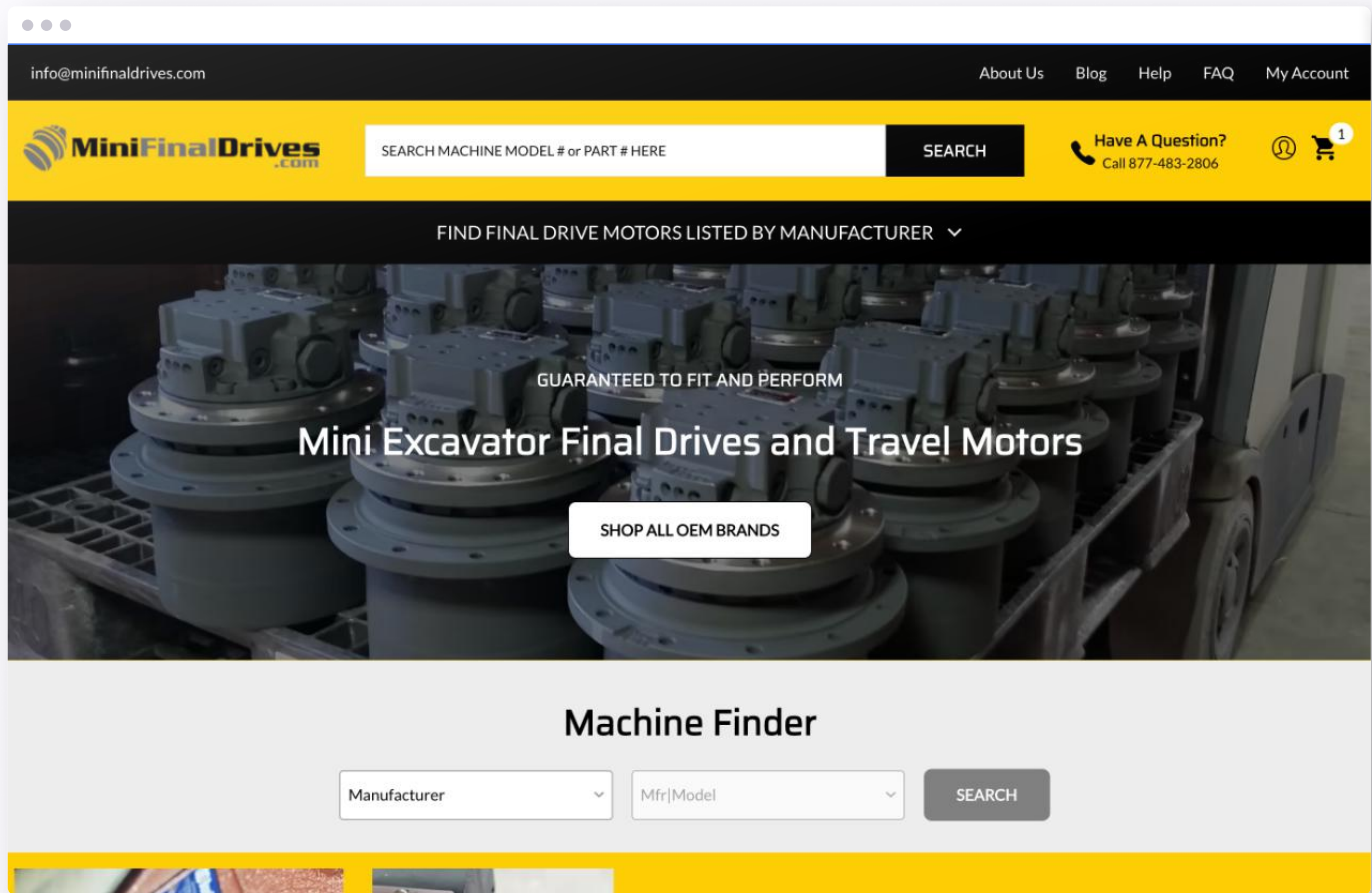 info@minifinaldrives.com
About Us Blog Help FAQ My Account
MiniFinalDrives
.com
SEARCH MACHINE MODEL # or PART # HERE
SEARCH
Have A Question?
Call 877-483-2806
1
FIND FINAL DRIVE MOTORS LISTED BY MANUFACTURER
GUARANTEED TO FIT AND PERFORM
Mini Excavator Final Drives and Travel Motors
SHOP ALL OEM BRANDS
Machine Finder
Manufacturer
Mfr|Model
SEARCH